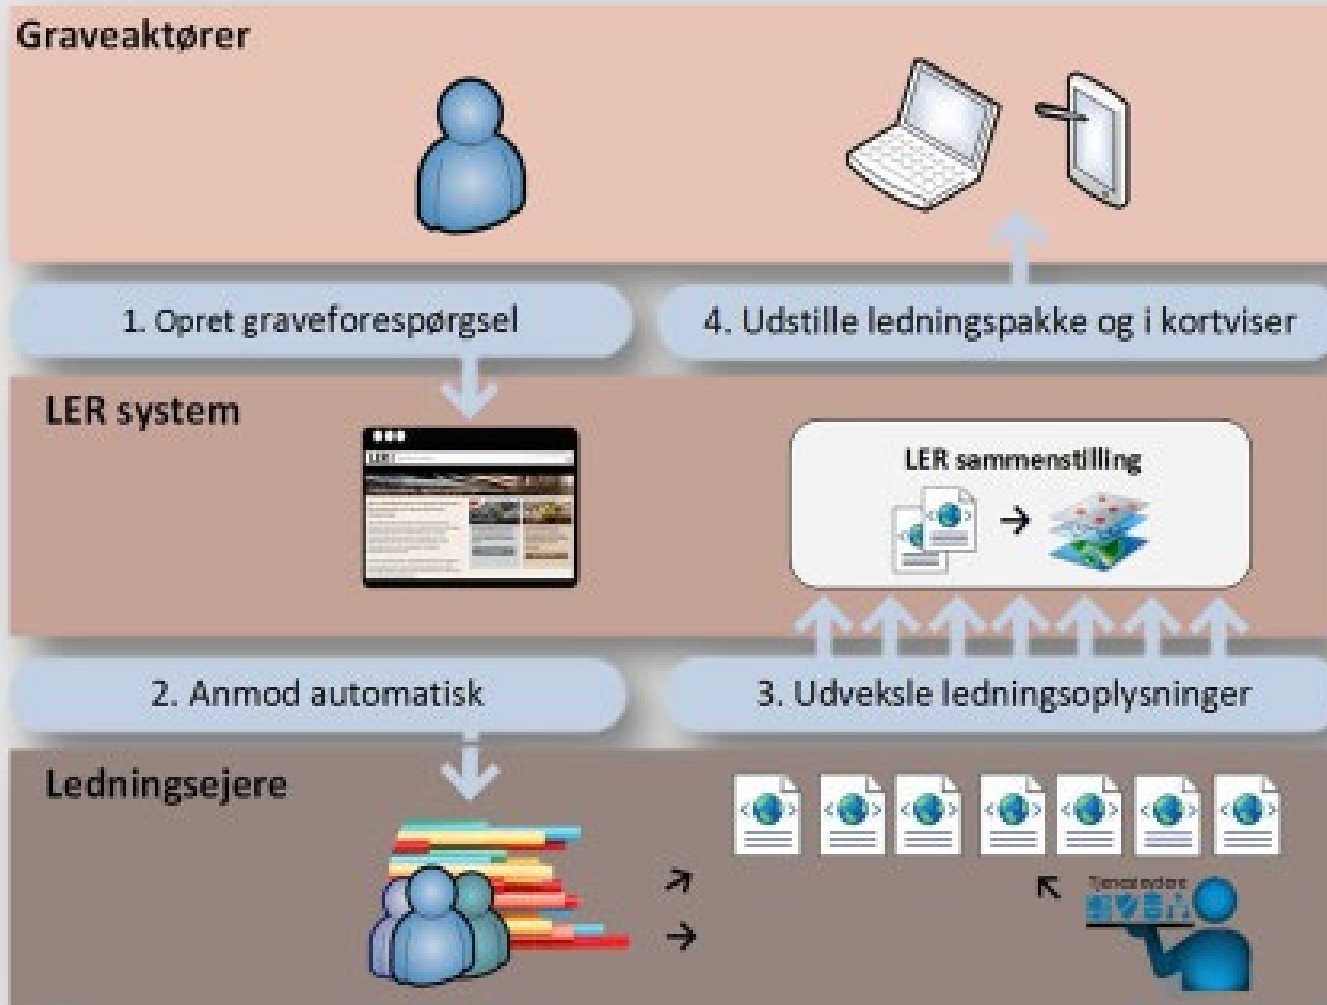 Graveaktører
1. Opret graveforespørgsel
4. Udstille ledningspakke og i kortviser
LER system
LER
LER sammenstilling
2. Anmod automatisk
3. Udveksle ledningsoplysninger
Ledningsejere